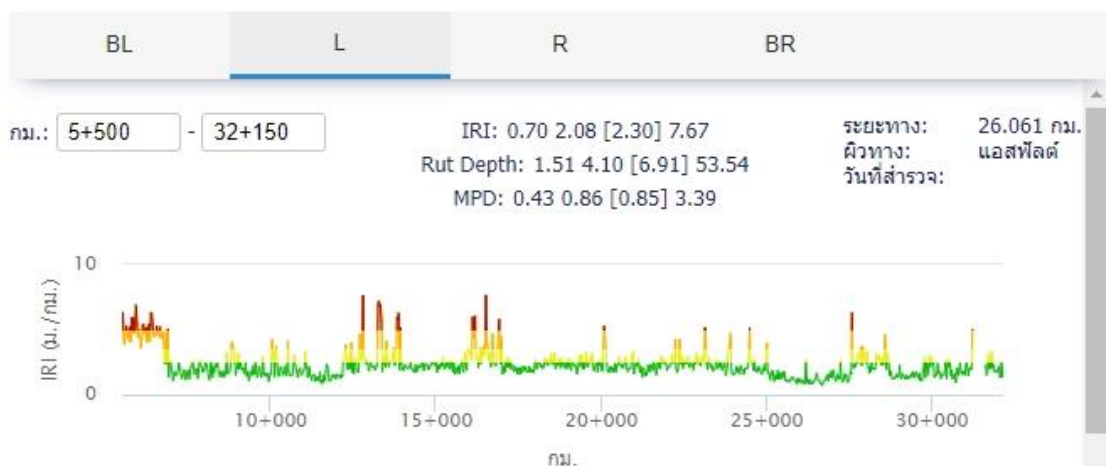 BL L R BR
กม.: 5+500 - 32+150
IRI: 0.70 2.08 [2.30] 7.67
Rut Depth: 1.51 4.10 [6.91] 53.54
MPD: 0.43 0.86 [0.85] 3.39
ระยะทาง: 26.061 กม.
ผิวทาง: แอสฟัลต์
วันที่สำรวจ:
IRI (ม./กม.)
10
0
10+000 15+000 20+000 25+000 30+000
กม.